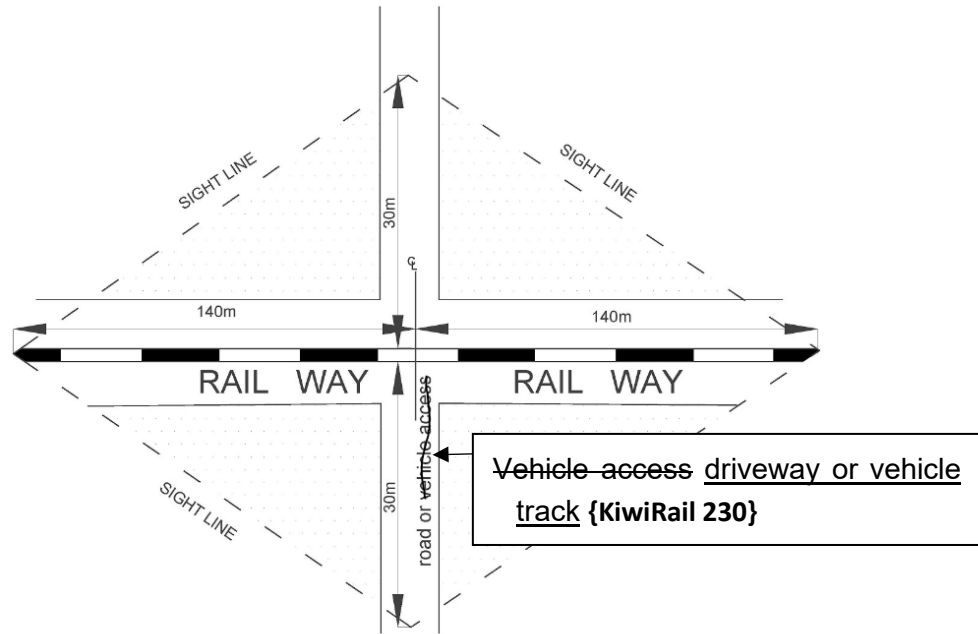 SIGHT LINE
SIGHT LINE
30m
℄
140m
140m
RAIL WAY
RAIL WAY
road or vehicle access
Vehicle access driveway or vehicle
track {KiwiRail 230}
30m
SIGHT LINE